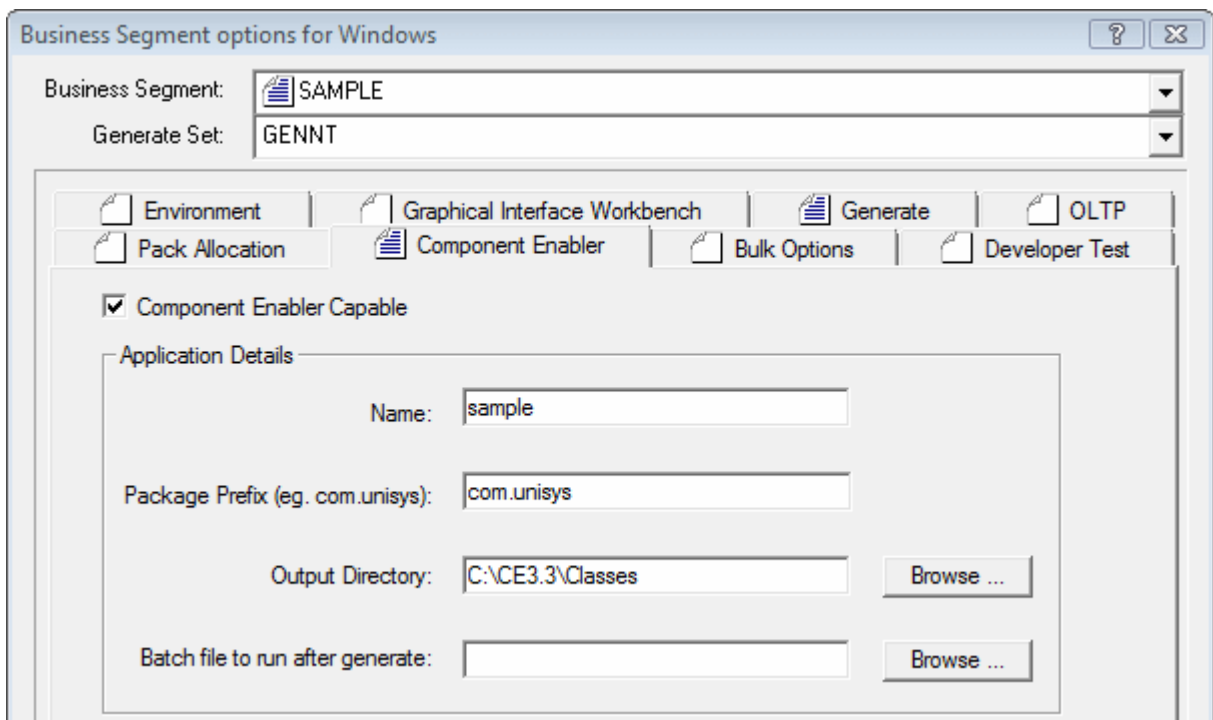 Business Segment options for Windows
Business Segment: SAMPLE
Generate Set: GENNT
Environment Graphical Interface Workbench Generate OLTP
Pack Allocation Component Enabler Bulk Options Developer Test
Component Enabler Capable
Application Details
Name: sample
Package Prefix (eg. com.unisys): com.unisys
Output Directory: C:\CE3.3\Classes Browse ...
Batch file to run after generate: Browse ...